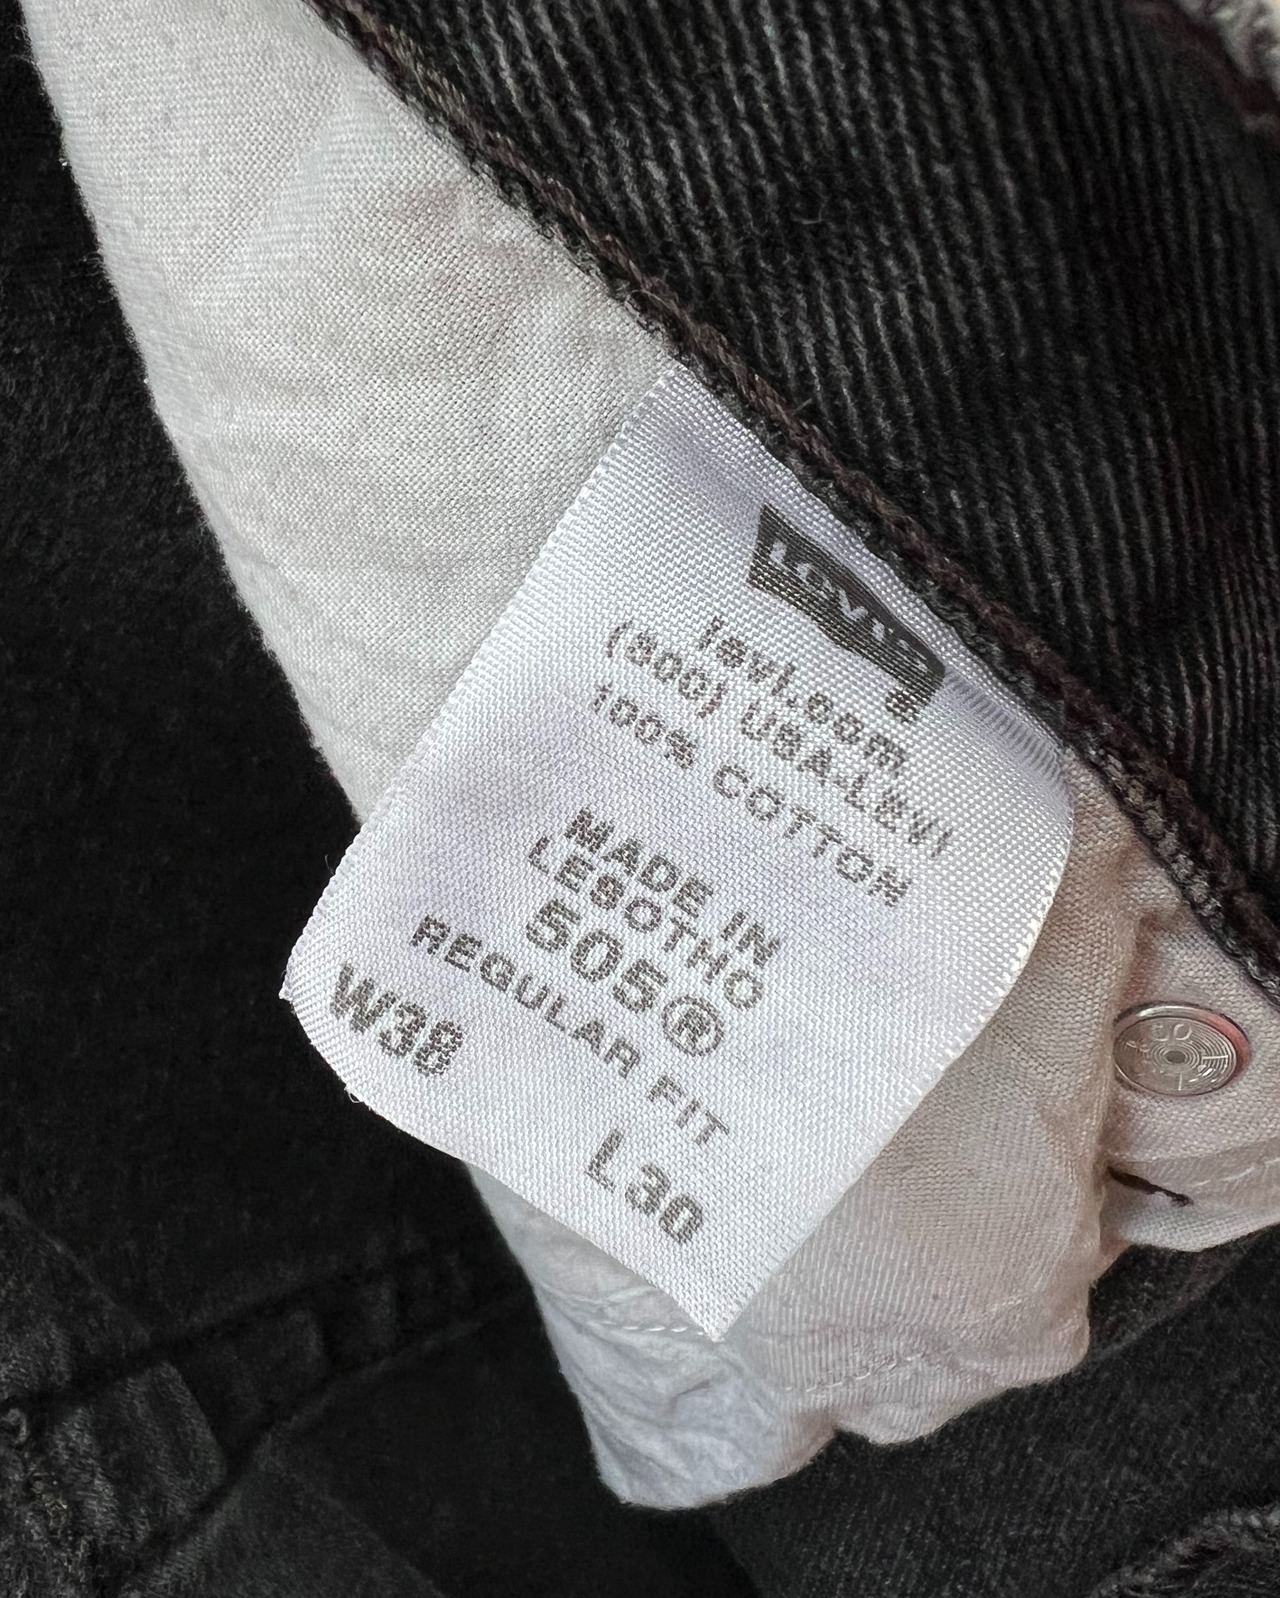 Levi's
®
levi.com
(800) USA-LEVI
100% COTTON
MADE IN
LESOTHO
505®
REGULAR FIT
W38 L30